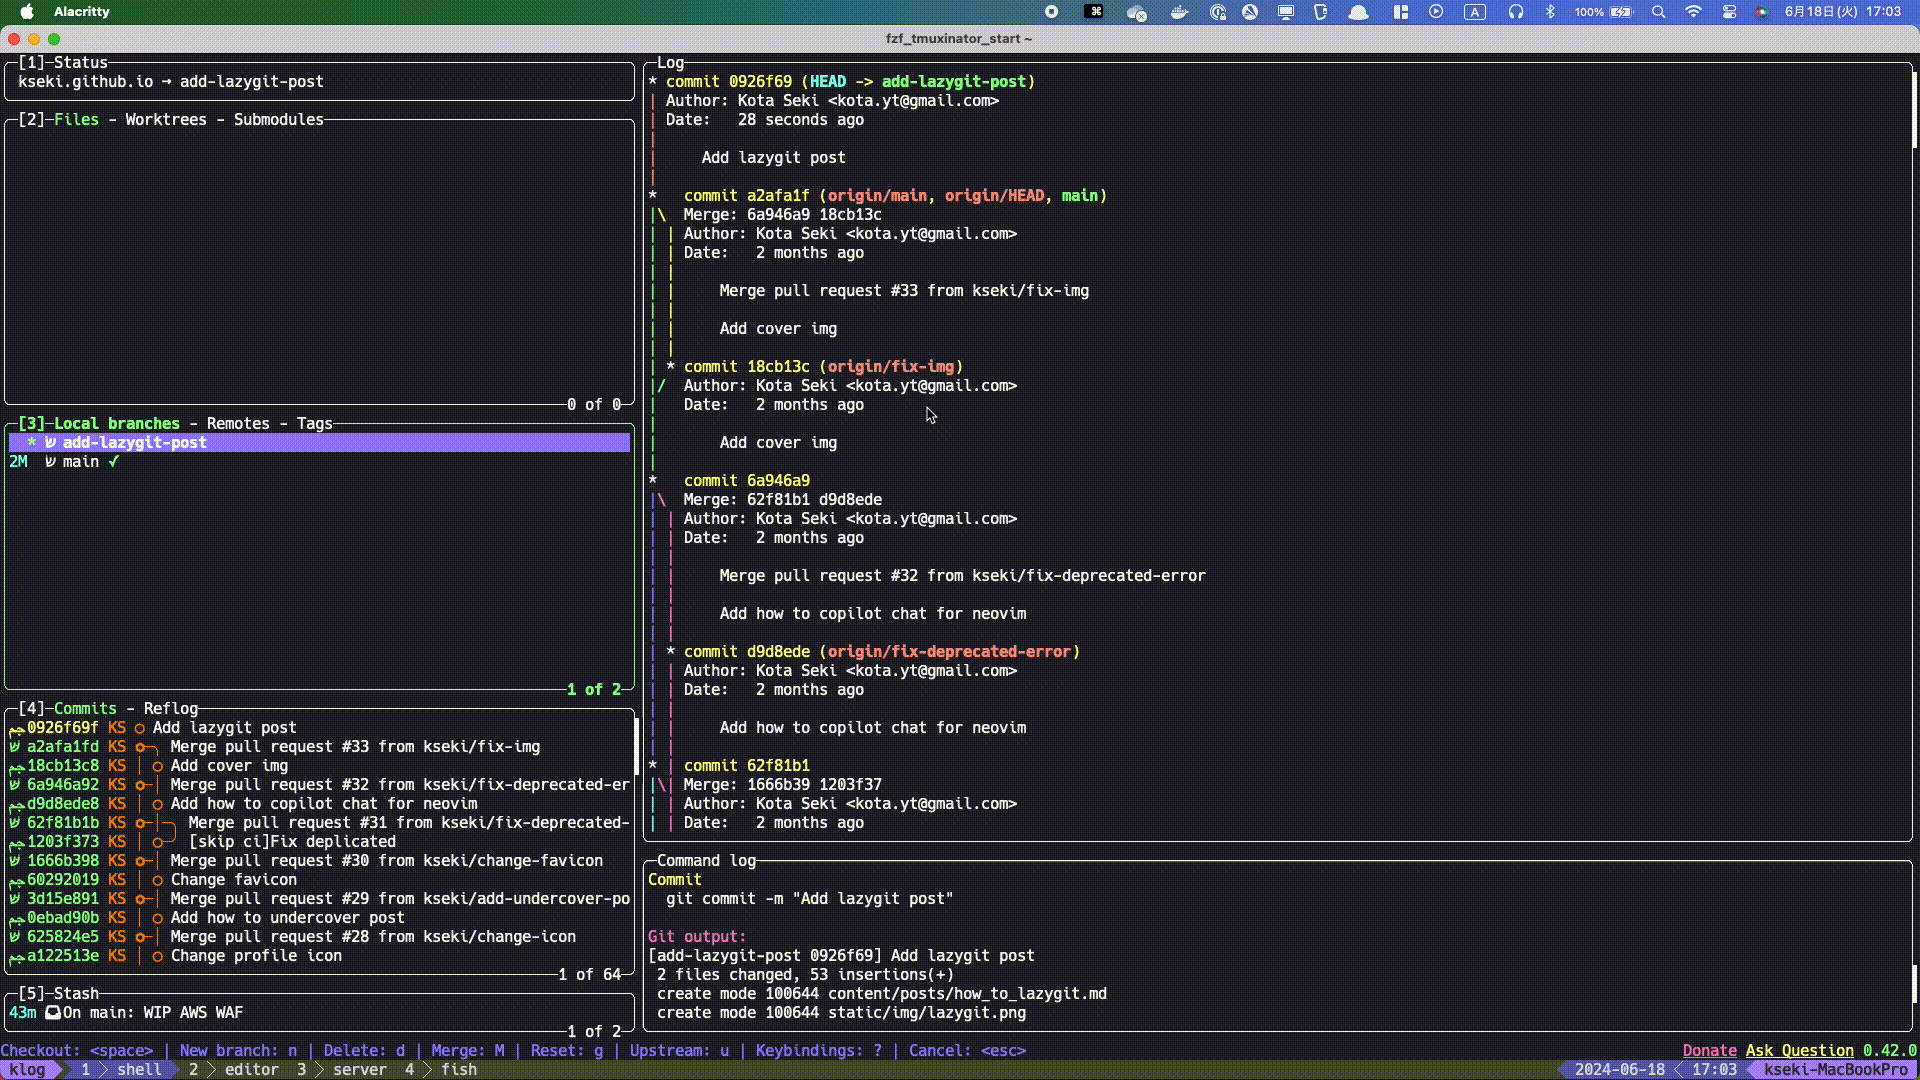 Alacritty
100%
6月18日(火) 17:03
fzf_tmuxinator_start ~
[1]-Status
kseki.github.io → add-lazygit-post
[2]-Files - Worktrees - Submodules
0 of 0
[3]-Local branches - Remotes - Tags
* add-lazygit-post
2M main ✓
1 of 2
[4]-Commits - Reflog
0926f69f KS Add lazygit post
a2afa1fd KS Merge pull request #33 from kseki/fix-img
18cb13c8 KS Add cover img
6a946a92 KS Merge pull request #32 from kseki/fix-deprecated-er
d9d8ede8 KS Add how to copilot chat for neovim
62f81b1b KS Merge pull request #31 from kseki/fix-deprecated-
1203f373 KS [skip ci]Fix deplicated
1666b398 KS Merge pull request #30 from kseki/change-favicon
60292019 KS Change favicon
3d15e891 KS Merge pull request #29 from kseki/add-undercover-po
0ebad90b KS Add how to undercover post
625824e5 KS Merge pull request #28 from kseki/change-icon
a122513e KS Change profile icon
1 of 64
[5]-Stash
43m On main: WIP AWS WAF
1 of 2
Log
* commit 0926f69 (HEAD -> add-lazygit-post)
| Author: Kota Seki <kota.yt@gmail.com>
| Date:   28 seconds ago
Add lazygit post
* commit a2afa1f (origin/main, origin/HEAD, main)
|\ Merge: 6a946a9 18cb13c
| | Author: Kota Seki <kota.yt@gmail.com>
| | Date:   2 months ago
Merge pull request #33 from kseki/fix-img
Add cover img
| * commit 18cb13c (origin/fix-img)
|/ Author: Kota Seki <kota.yt@gmail.com>
| Date:   2 months ago
Add cover img
* commit 6a946a9
|\ Merge: 62f81b1 d9d8ede
| | Author: Kota Seki <kota.yt@gmail.com>
| | Date:   2 months ago
Merge pull request #32 from kseki/fix-deprecated-error
Add how to copilot chat for neovim
| * commit d9d8ede (origin/fix-deprecated-error)
| | Author: Kota Seki <kota.yt@gmail.com>
| | Date:   2 months ago
Add how to copilot chat for neovim
* | commit 62f81b1
|\| Merge: 1666b39 1203f37
| | Author: Kota Seki <kota.yt@gmail.com>
| | Date:   2 months ago
Command log
Commit
git commit -m "Add lazygit post"
Git output:
[add-lazygit-post 0926f69] Add lazygit post
2 files changed, 53 insertions(+)
create mode 100644 content/posts/how_to_lazygit.md
create mode 100644 static/img/lazygit.png
Checkout: <space> | New branch: n | Delete: d | Merge: M | Reset: g | Upstream: u | Keybindings: ? | Cancel: <esc>
Donate Ask Question 0.42.0
klog 1 > shell 2 > editor 3 > server 4 > fish
2024-06-18 < 17:03 kseki-MacBookPro